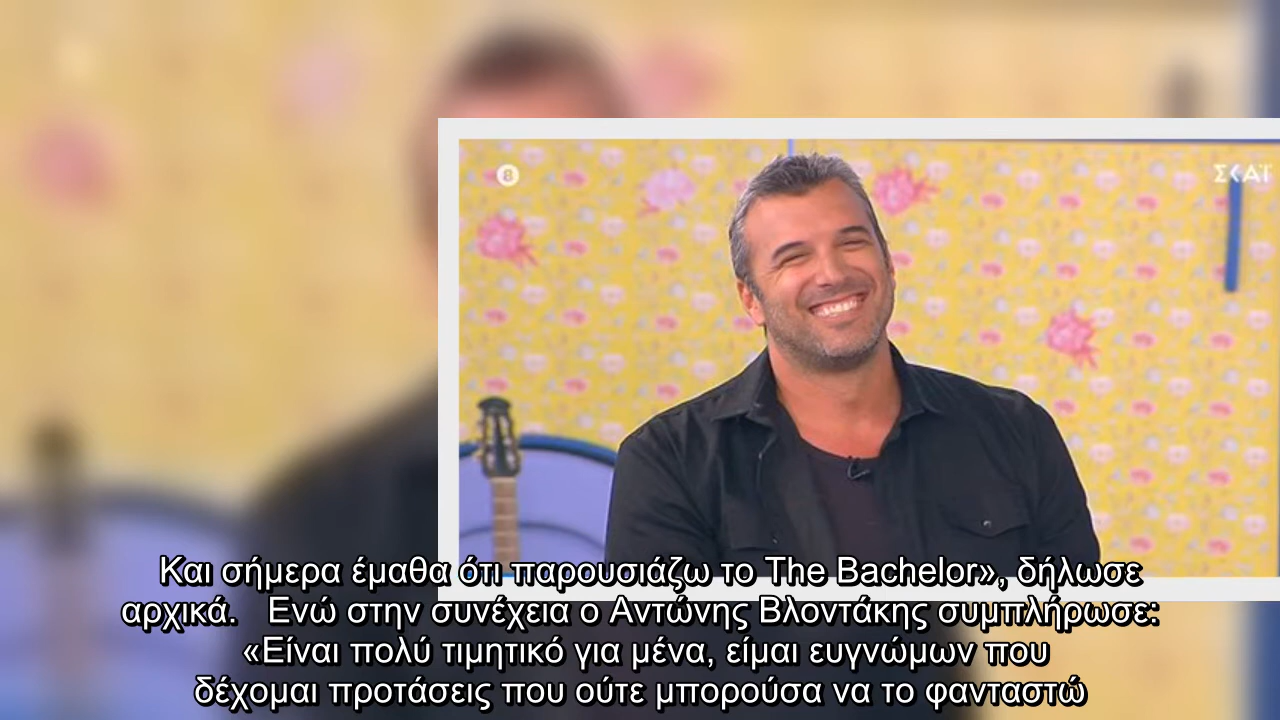 8
ΣΚΑΪ
Και σήμερα έμαθα ότι παρουσιάζω το The Bachelor», δήλωσε
αρχικά. Ενώ στην συνέχεια ο Αντώνης Βλοντάκης συμπλήρωσε:
«Είναι πολύ τιμητικό για μένα, είμαι ευγνώμων που
δέχομαι προτάσεις που ούτε μπορούσα να το φανταστώ